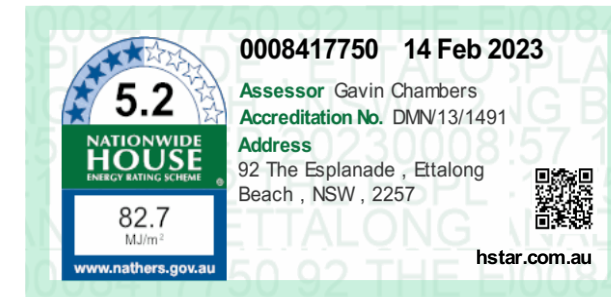 0008417750 14 Feb 2023
5.2
NATIONWIDE
HOUSE
ENERGY RATING SCHEME ®
82.7
MJ/m²
www.nathers.gov.au
Assessor Gavin Chambers
Accreditation No. DMN/13/1491
Address
92 The Esplanade , Ettalong
Beach , NSW , 2257
hstar.com.au